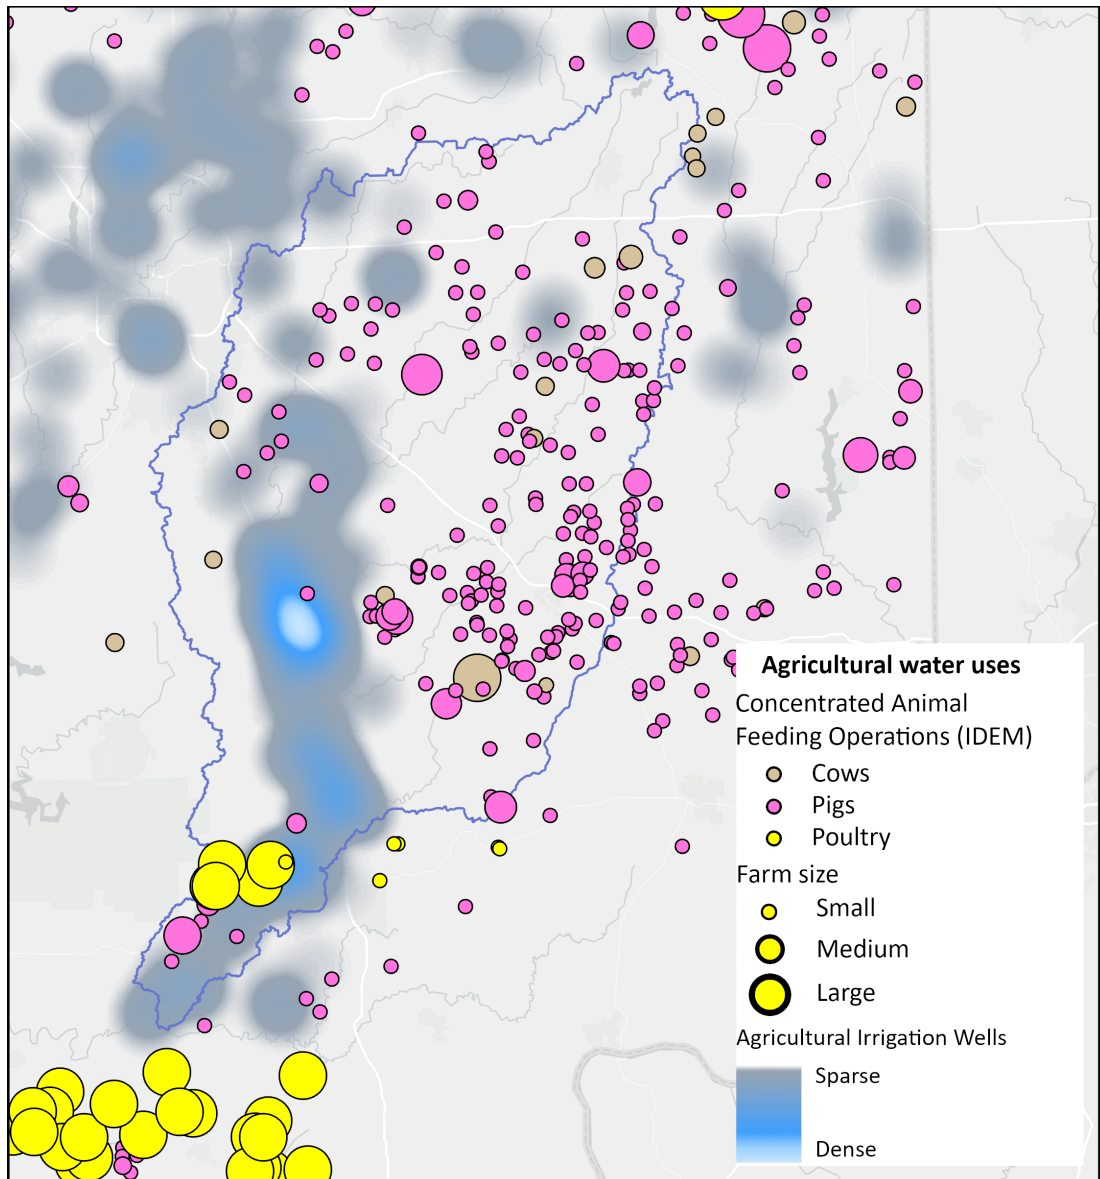 Agricultural water uses
Concentrated Animal
Feeding Operations (IDEM)
Cows
Pigs
Poultry
Farm size
Small
Medium
Large
Agricultural Irrigation Wells
Sparse
Dense